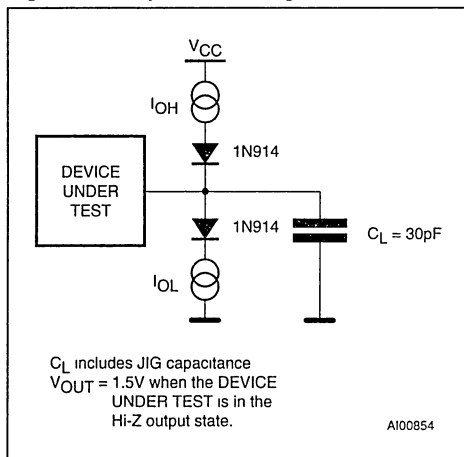 VCC
IOH
1N914
DEVICE
UNDER
TEST
1N914
CL = 30pF
IOL
CL includes JIG capacitance
VOUT = 1.5V when the DEVICE
UNDER TEST is in the
Hi-Z output state.
AI00854